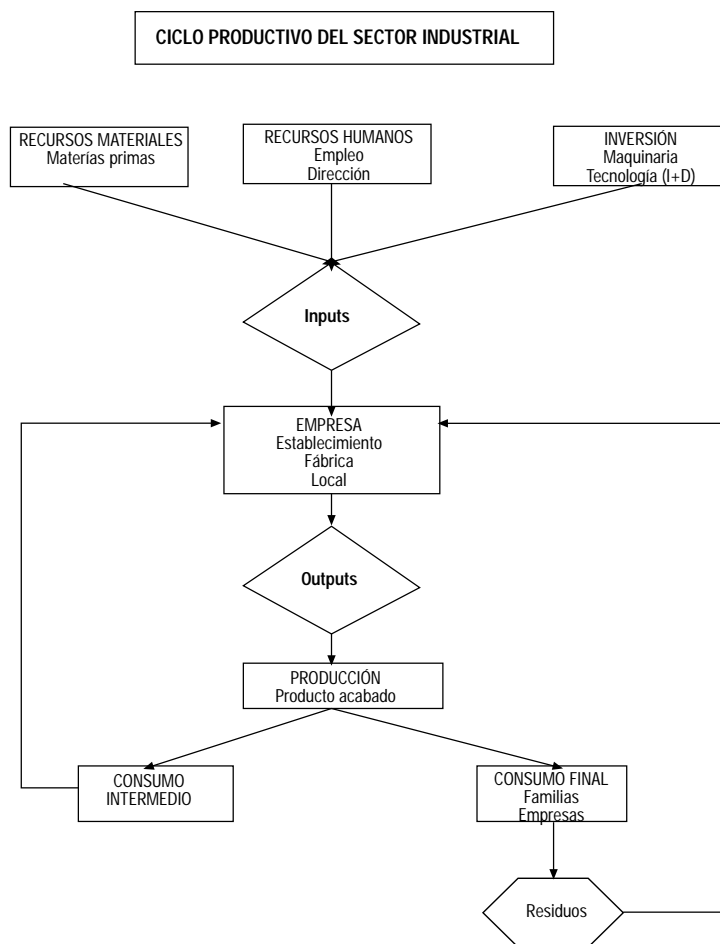 CICLO PRODUCTIVO DEL SECTOR INDUSTRIAL
RECURSOS MATERIALES
Materías primas
RECURSOS HUMANOS
Empleo
Dirección
INVERSIÓN
Maquinaria
Tecnología (I+D)
Inputs
EMPRESA
Establecimiento
Fábrica
Local
Outputs
PRODUCCIÓN
Producto acabado
CONSUMO
INTERMEDIO
CONSUMO FINAL
Familias
Empresas
Residuos